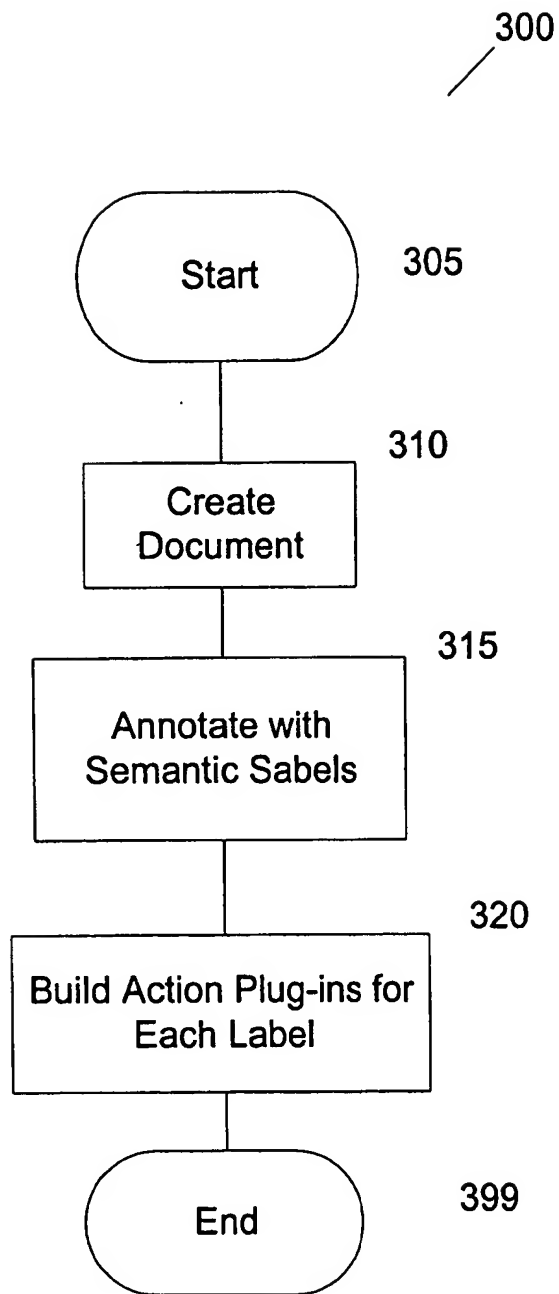 300
Start
305
310
Create
Document
315
Annotate with
Semantic Sabels
320
Build Action Plug-ins for
Each Label
End
399